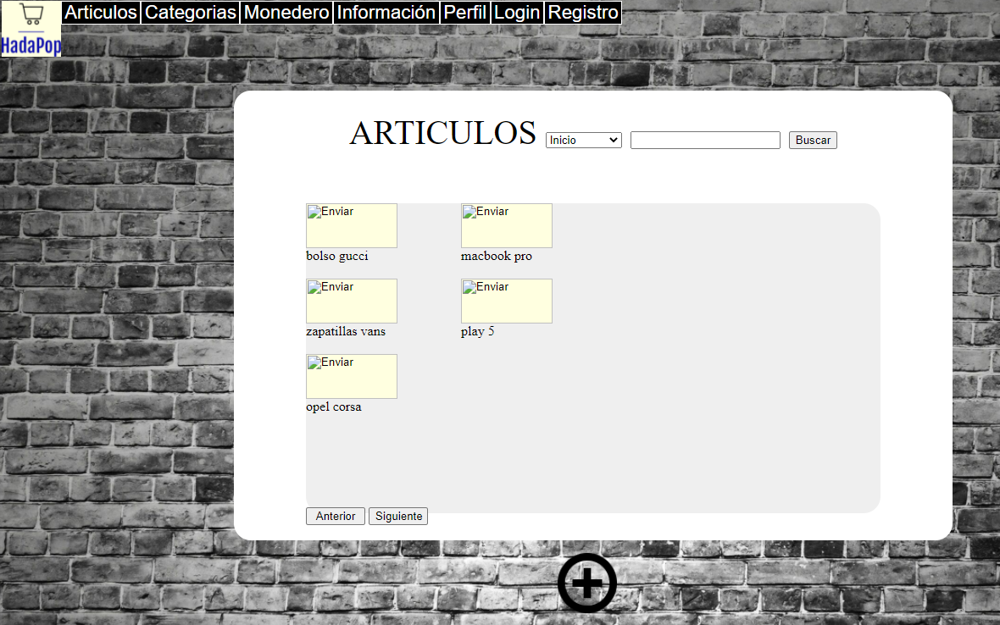 Articulos Categorias Monedero Información Perfil Login Registro
HadaPop
ARTICULOS Inicio Buscar
Enviar Enviar
bolso gucci macbook pro
Enviar Enviar
zapatillas vans play 5
Enviar
opel corsa
Anterior Siguiente